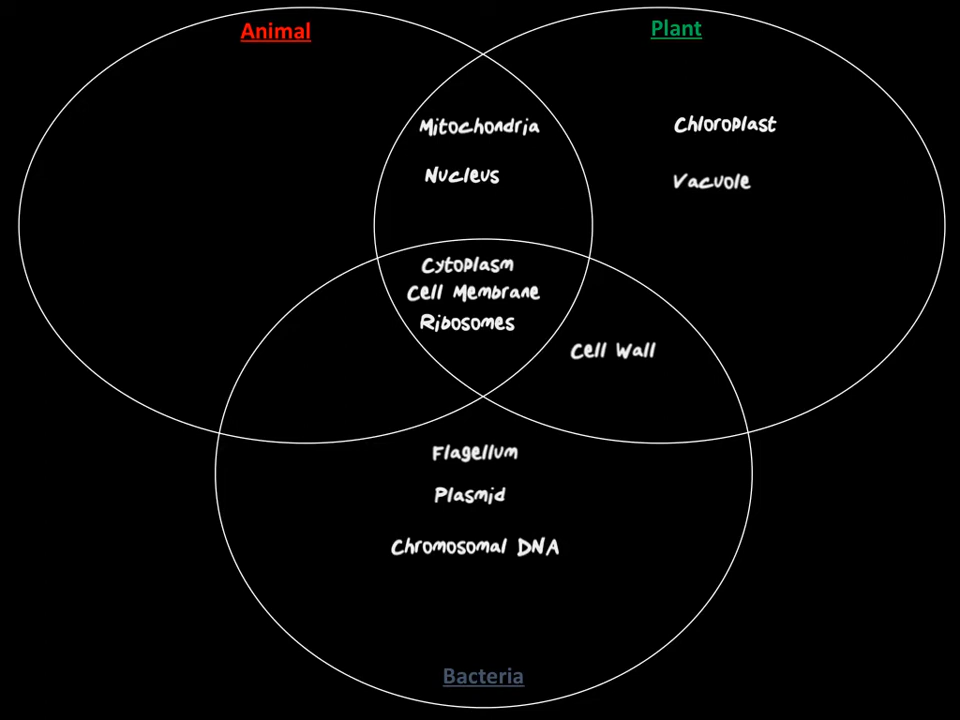 Animal
Plant
Mitochondria
Chloroplast
Nucleus
Vacuole
Cytoplasm
Cell Membrane
Ribosomes
Cell Wall
Flagellum
Plasmid
Chromosomal DNA
Bacteria